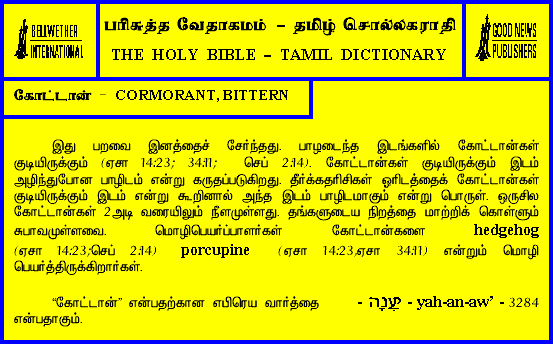 BELLWETHER
INTERNATIONAL
பரிசுத்த வேதாகமம் – தமிழ் சொல்லகராதி
THE HOLY BIBLE – TAMIL DICTIONARY
GOOD NEWS
PUBLISHERS
கோட்டான் – CORMORANT, BITTERN
இது பறவை இனத்தைச் சேர்ந்தது. பாழடைந்த இடங்களில் கோட்டான்கள்
குடியிருக்கும் (ஏசா 14:23; 34:11; செப் 2:14). கோட்டான்கள் குடியிருக்கும் இடம்
அழிந்துபோன பாழிடம் என்று கருதப்படுகிறது. தீர்க்கதரிசிகள் ஓரிடத்தைக் கோட்டான்கள்
குடியிருக்கும் இடம் என்று கூறினால் அந்த இடம் பாழிடமாகும் என்று பொருள். ஒருசில
கோட்டான்கள் 2அடி வரையிலும் நீளமுள்ளது. தங்களுடைய நிறத்தை மாற்றிக் கொள்ளும்
சுபாவமுள்ளவை. மொழிபெயர்ப்பாளர்கள் கோட்டான்களை hedgehog
(ஏசா 14:23;செப் 2:14) porcupine (ஏசா 14:23,ஏசா 34:11) என்றும் மொழி
பெயர்த்திருக்கிறார்கள்.
“கோட்டான்” என்பதற்கான எபிரெய வார்த்தை - יַעֲנָה - yah-an-aw’ - 3284
என்பதாகும்.